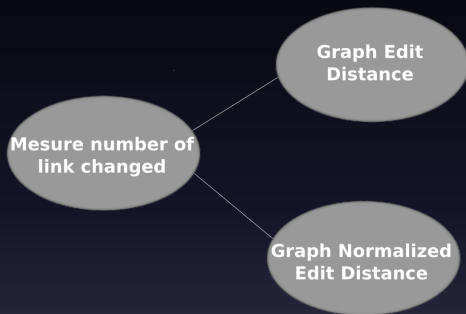 Graph Edit
Distance
Mesure number of
link changed
Graph Normalized
Edit Distance